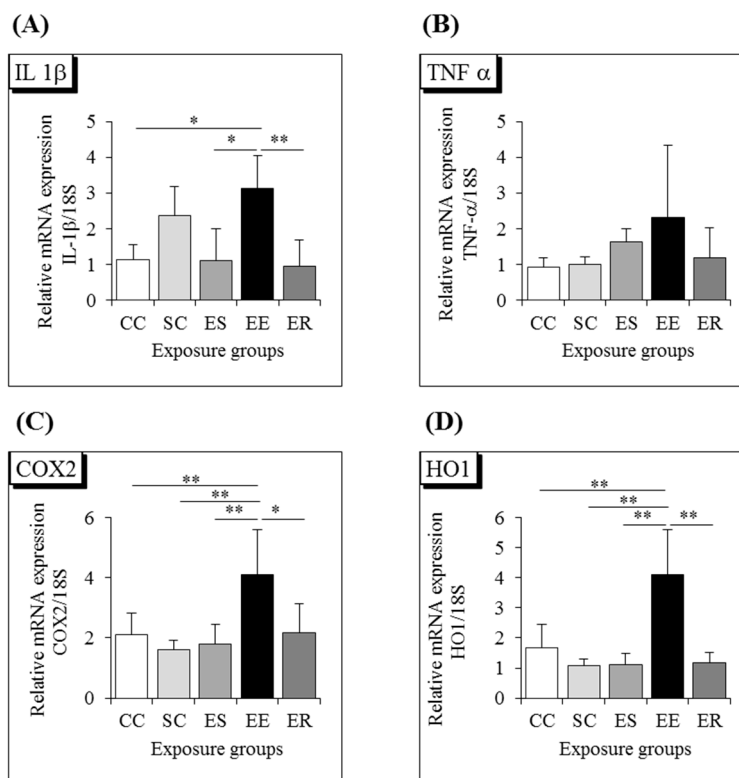 (A)
IL 1β
Relative mRNA expression
IL-1β/18S
5
4
3
2
1
0
*
* **
CC SC ES EE ER
Exposure groups
(B)
TNF α
Relative mRNA expression
TNF-α/18S
5
4
3
2
1
0
CC SC ES EE ER
Exposure groups
(C)
COX2
Relative mRNA expression
COX2/18S
6
4
2
0
**
**
** *
CC SC ES EE ER
Exposure groups
(D)
HO1
Relative mRNA expression
HO1/18S
6
5
4
3
2
1
0
**
**
** **
CC SC ES EE ER
Exposure groups